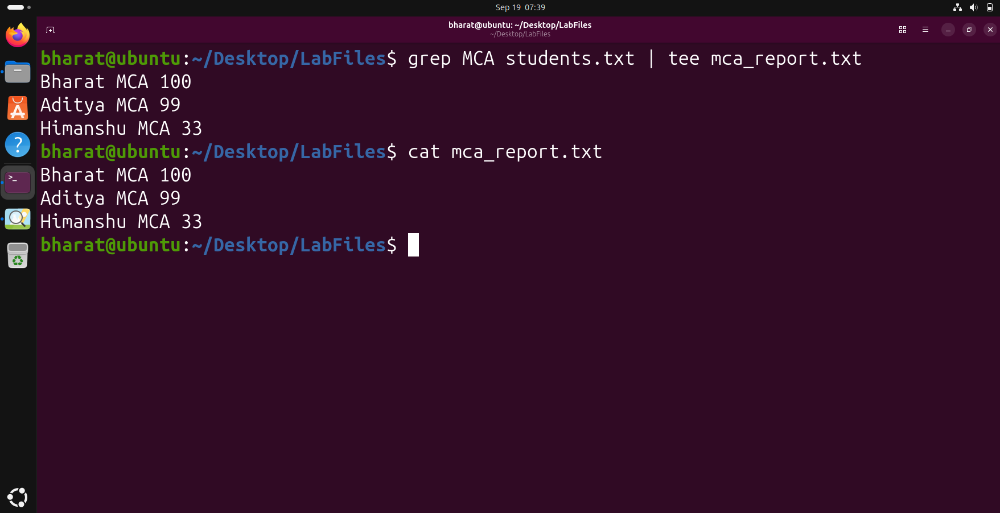 Sep 19 07:39
bharat@ubuntu: ~/Desktop/LabFiles
~/Desktop/LabFiles
bharat@ubuntu:~/Desktop/LabFiles$ grep MCA students.txt | tee mca_report.txt
Bharat MCA 100
Aditya MCA 99
Himanshu MCA 33
bharat@ubuntu:~/Desktop/LabFiles$ cat mca_report.txt
Bharat MCA 100
Aditya MCA 99
Himanshu MCA 33
bharat@ubuntu:~/Desktop/LabFiles$